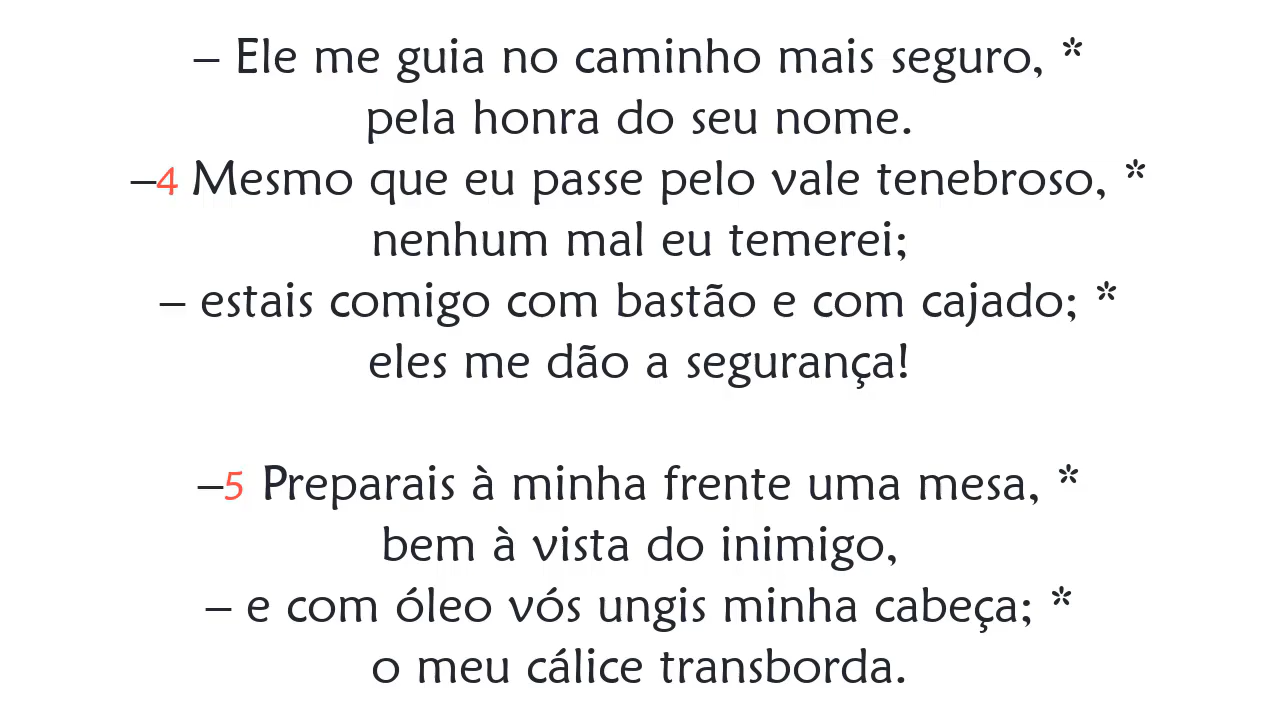 – Ele me guia no caminho mais seguro, *
pela honra do seu nome.
–4 Mesmo que eu passe pelo vale tenebroso, *
nenhum mal eu temerei;
– estais comigo com bastão e com cajado; *
eles me dão a segurança!
–5 Preparais à minha frente uma mesa, *
bem à vista do inimigo,
– e com óleo vós ungis minha cabeça; *
o meu cálice transborda.